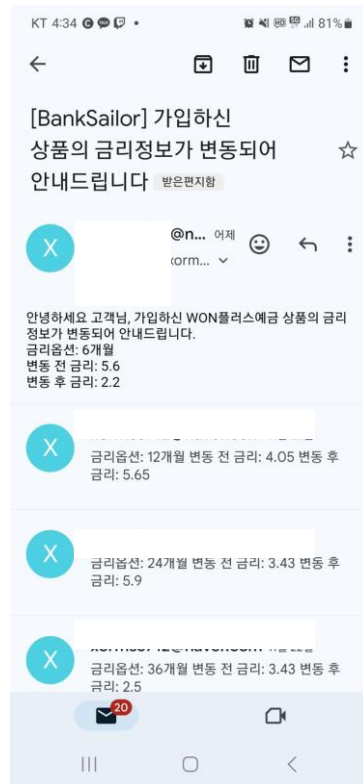 KT 4:34
81%
[BankSailor] 가입하신
상품의 금리정보가 변동되어
안내드립니다 받은편지함
X
@n... 어제
안녕하세요 고객님, 가입하신 WON플러스예금 상품의 금리
정보가 변동되어 안내드립니다.
금리옵션: 6개월
변동 전 금리: 5.6
변동 후 금리: 2.2
X
금리옵션: 12개월 변동 전 금리: 4.05 변동 후
금리: 5.65
X
금리옵션: 24개월 변동 전 금리: 3.43 변동 후
금리: 5.9
X
금리옵션: 36개월 변동 전 금리: 3.43 변동 후
금리: 2.5
20